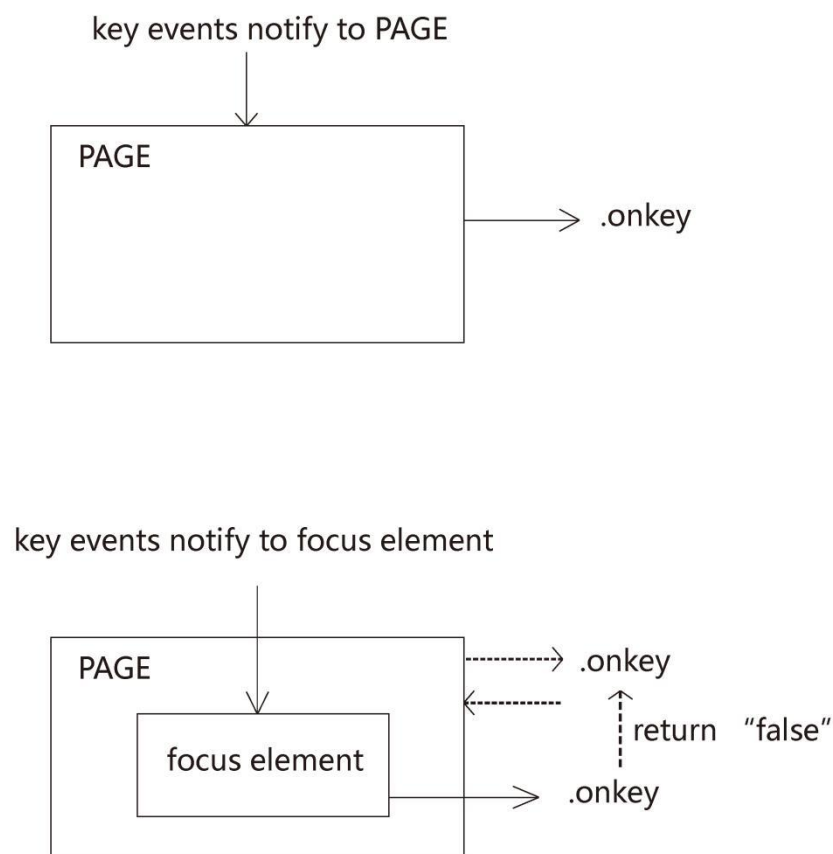 key events notify to PAGE
PAGE
.onkey
key events notify to focus element
PAGE
.onkey
return “false”
focus element
.onkey